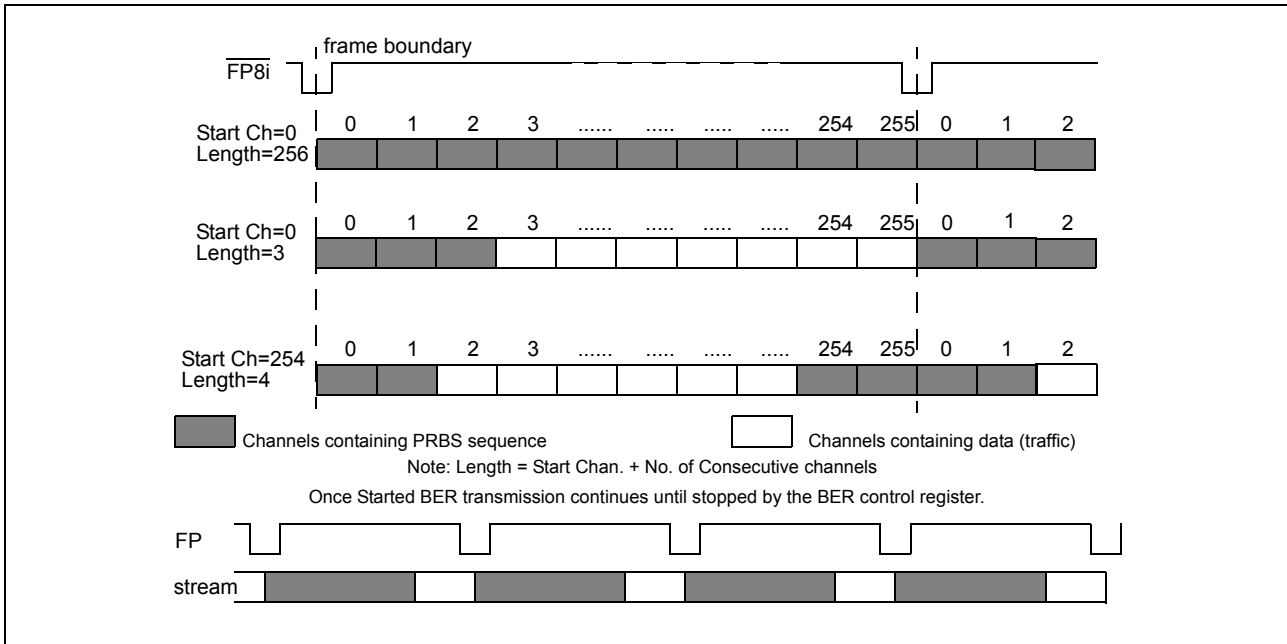 frame boundary
FP8i
Start Ch=0
Length=256
0 1 2 3 ...... ..... ..... ..... 254 255 0 1 2
Start Ch=0
Length=3
0 1 2 3 ...... ..... ..... ..... 254 255 0 1 2
Start Ch=254
Length=4
0 1 2 3 ...... ..... ..... ..... 254 255 0 1 2
Channels containing PRBS sequence
Channels containing data (traffic)
Note: Length = Start Chan. + No. of Consecutive channels
Once Started BER transmission continues until stopped by the BER control register.
FP
stream